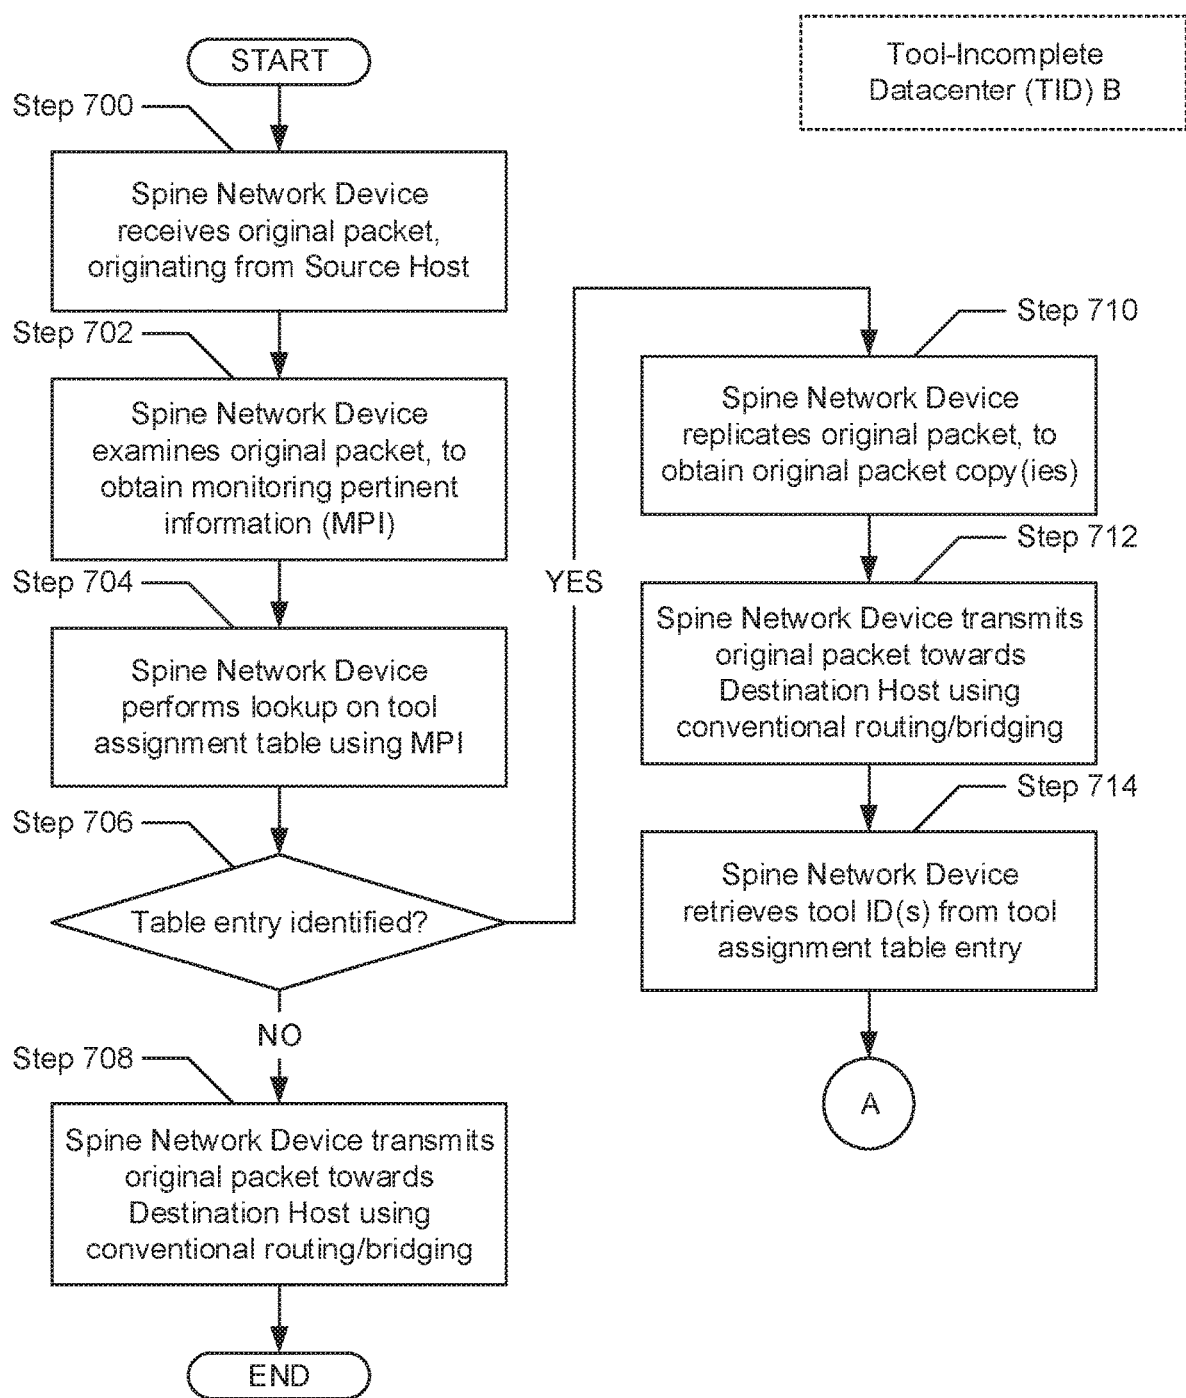 START
Tool-Incomplete
Datacenter (TID) B
Step 700
Spine Network Device
receives original packet,
originating from Source Host
Step 702
Spine Network Device
examines original packet, to
obtain monitoring pertinent
information (MPI)
Step 704
Spine Network Device
performs lookup on tool
assignment table using MPI
Step 706
Table entry identified?
NO
Step 708
Spine Network Device transmits
original packet towards
Destination Host using
conventional routing/bridging
END
YES
Step 710
Spine Network Device
replicates original packet, to
obtain original packet copy(ies)
Step 712
Spine Network Device transmits
original packet towards
Destination Host using
conventional routing/bridging
Step 714
Spine Network Device
retrieves tool ID(s) from tool
assignment table entry
A